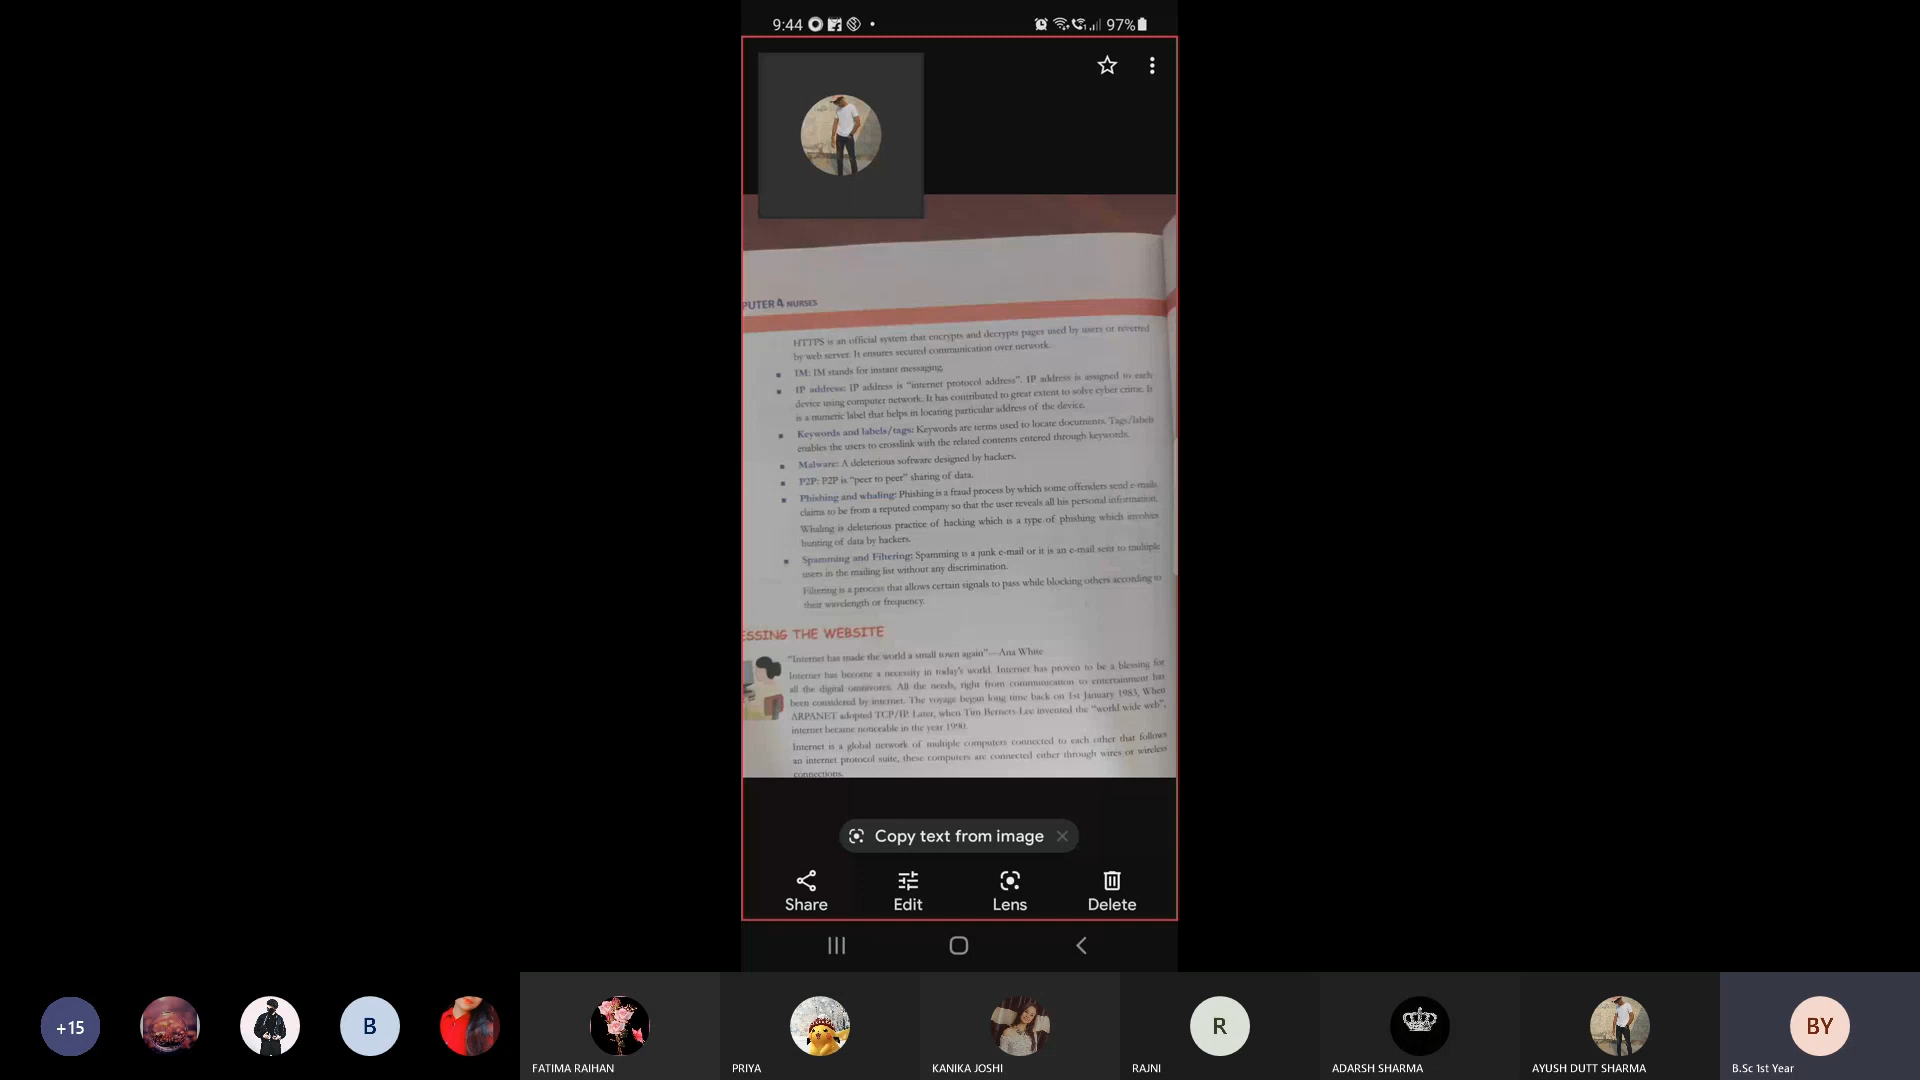 9:44
97%
PUTER 4 NURSES
HTTPS is an official system that encrypts and decrypts pages used by users or reverted
by web server. It ensures secured communication over network.
IM: IM stands for instant messaging.
IP address: IP address is “internet protocol address”. IP address is assigned to each
device using computer network. It has contributed to great extent to solve cyber crime. It
is a numeric label that helps in locating particular address of the device.
Keywords and labels/tags: Keywords are terms used to locate documents. Tags/labels
enables the users to crosslink with the related contents entered through keywords.
Malware: A deleterious software designed by hackers.
P2P: P2P is “peer to peer” sharing of data.
Phishing and whaling: Phishing is a fraud process by which some offenders send e-mails
claims to be from a reputed company so that the user reveals all his personal information.
Whaling is deleterious practice of hacking which is a type of phishing which involves
hunting of data by hackers.
Spamming and Filtering: Spamming is a junk e-mail or it is an e-mail sent to multiple
users in the mailing list without any discrimination.
Filtering is a process that allows certain signals to pass while blocking others according to
their wavelength or frequency.
ESSING THE WEBSITE
“Internet has made the world a small town again”—Ana White
Internet has become a necessity in today's world. Internet has proven to be a blessing for
all the digital omnivores. All the needs, right from communication to entertainment has
been considered by internet. The voyage began long time back on 1st January 1983, When
ARPANET adopted TCP/IP. Later, when Tim Berners-Lee invented the “world wide web”,
internet became noticeable in the year 1990.
Internet is a global network of multiple computers connected to each other that follows
an internet protocol suite, these computers are connected either through wires or wireless
connections.
Copy text from image
Share Edit Lens Delete
+15 B R BY
FATIMA RAIHAN PRIYA KANIKA JOSHI RAJNI ADARSH SHARMA AYUSH DUTT SHARMA B.Sc 1st Year